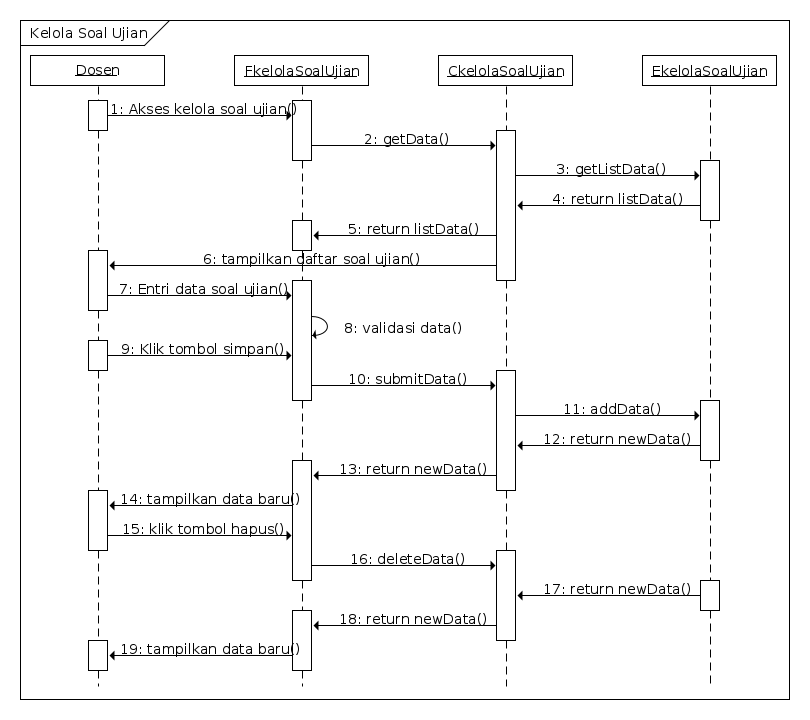 Kelola Soal Ujian
Dosen
FkelolaSoalUjian
CkelolaSoalUjian
EkelolaSoalUjian
1: Akses kelola soal ujian()
2: getData()
3: getListData()
4: return listData()
5: return listData()
6: tampilkan daftar soal ujian()
7: Entri data soal ujian()
8: validasi data()
9: Klik tombol simpan()
10: submitData()
11: addData()
12: return newData()
13: return newData()
14: tampilkan data baru()
15: klik tombol hapus()
16: deleteData()
17: return newData()
18: return newData()
19: tampilkan data baru()